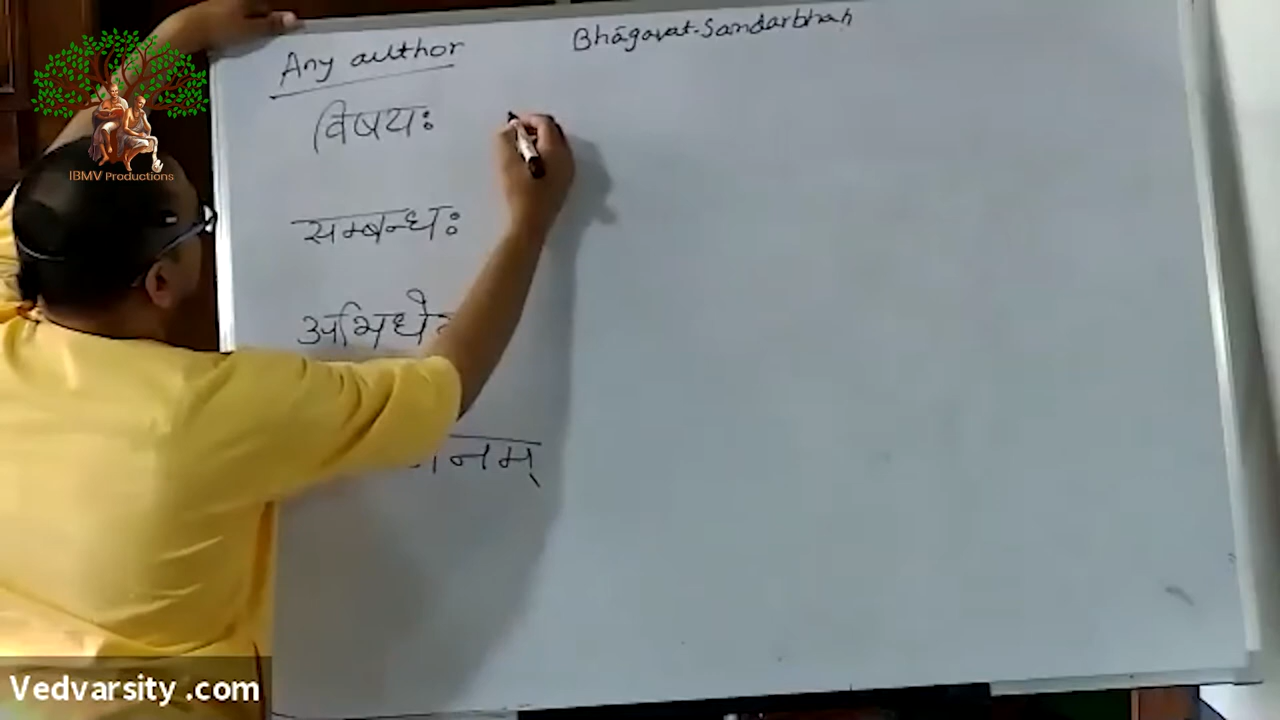 Any author
Bhāgavat-Sandarbhaḥ
विषयः
सम्बन्धः
IBMV Productions
Vedvarsity .com